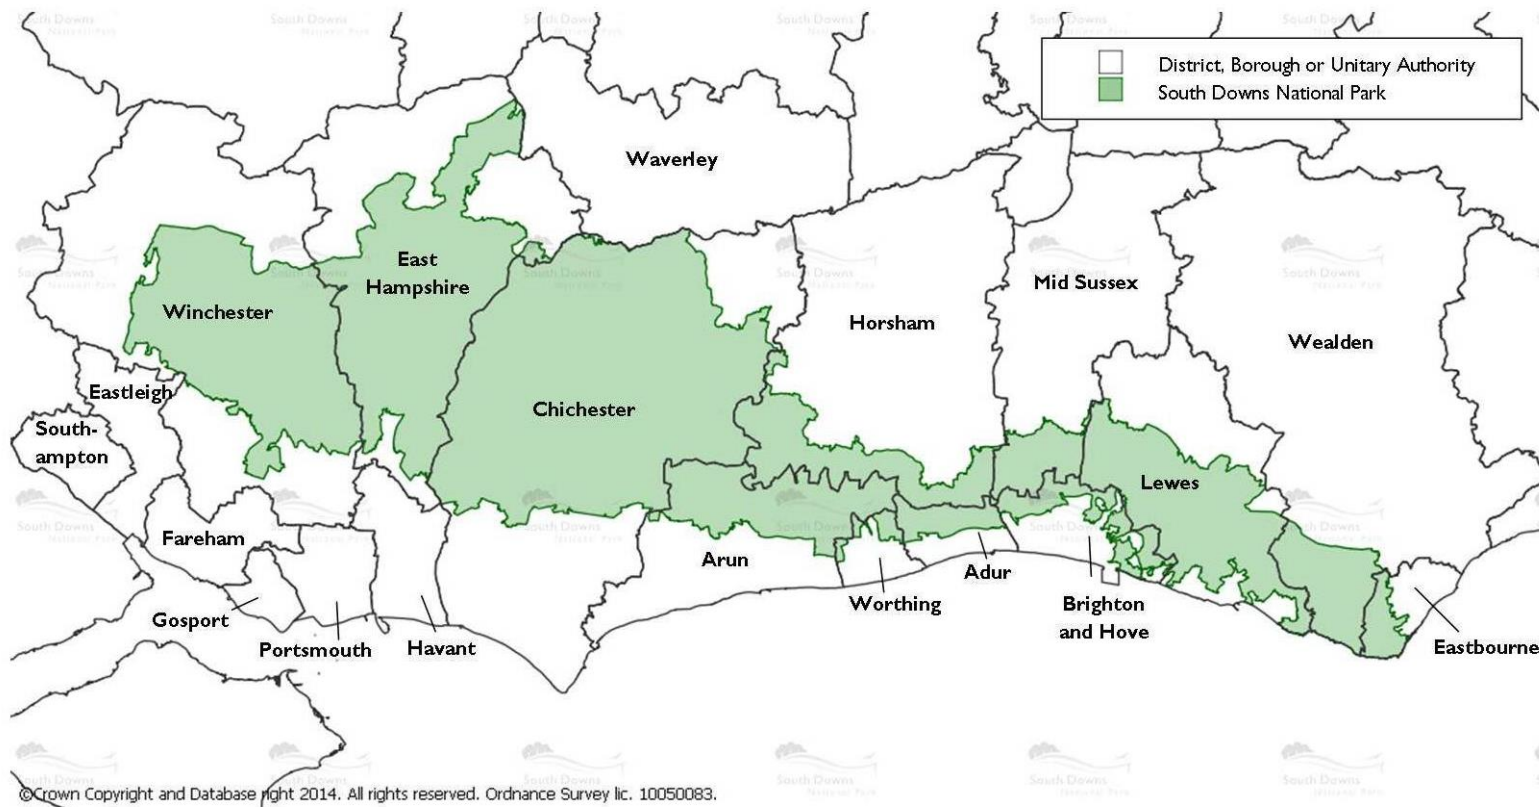 District, Borough or Unitary Authority
South Downs National Park
Waverley
East
Hampshire
Winchester
Mid Sussex
Horsham
Wealden
Eastleigh
Chichester
South-
ampton
Lewes
Fareham
Arun
Adur
Worthing
Brighton
and Hove
Gosport
Portsmouth
Havant
Eastbourne
©Crown Copyright and Database right 2014. All rights reserved. Ordnance Survey lic. 10050083.